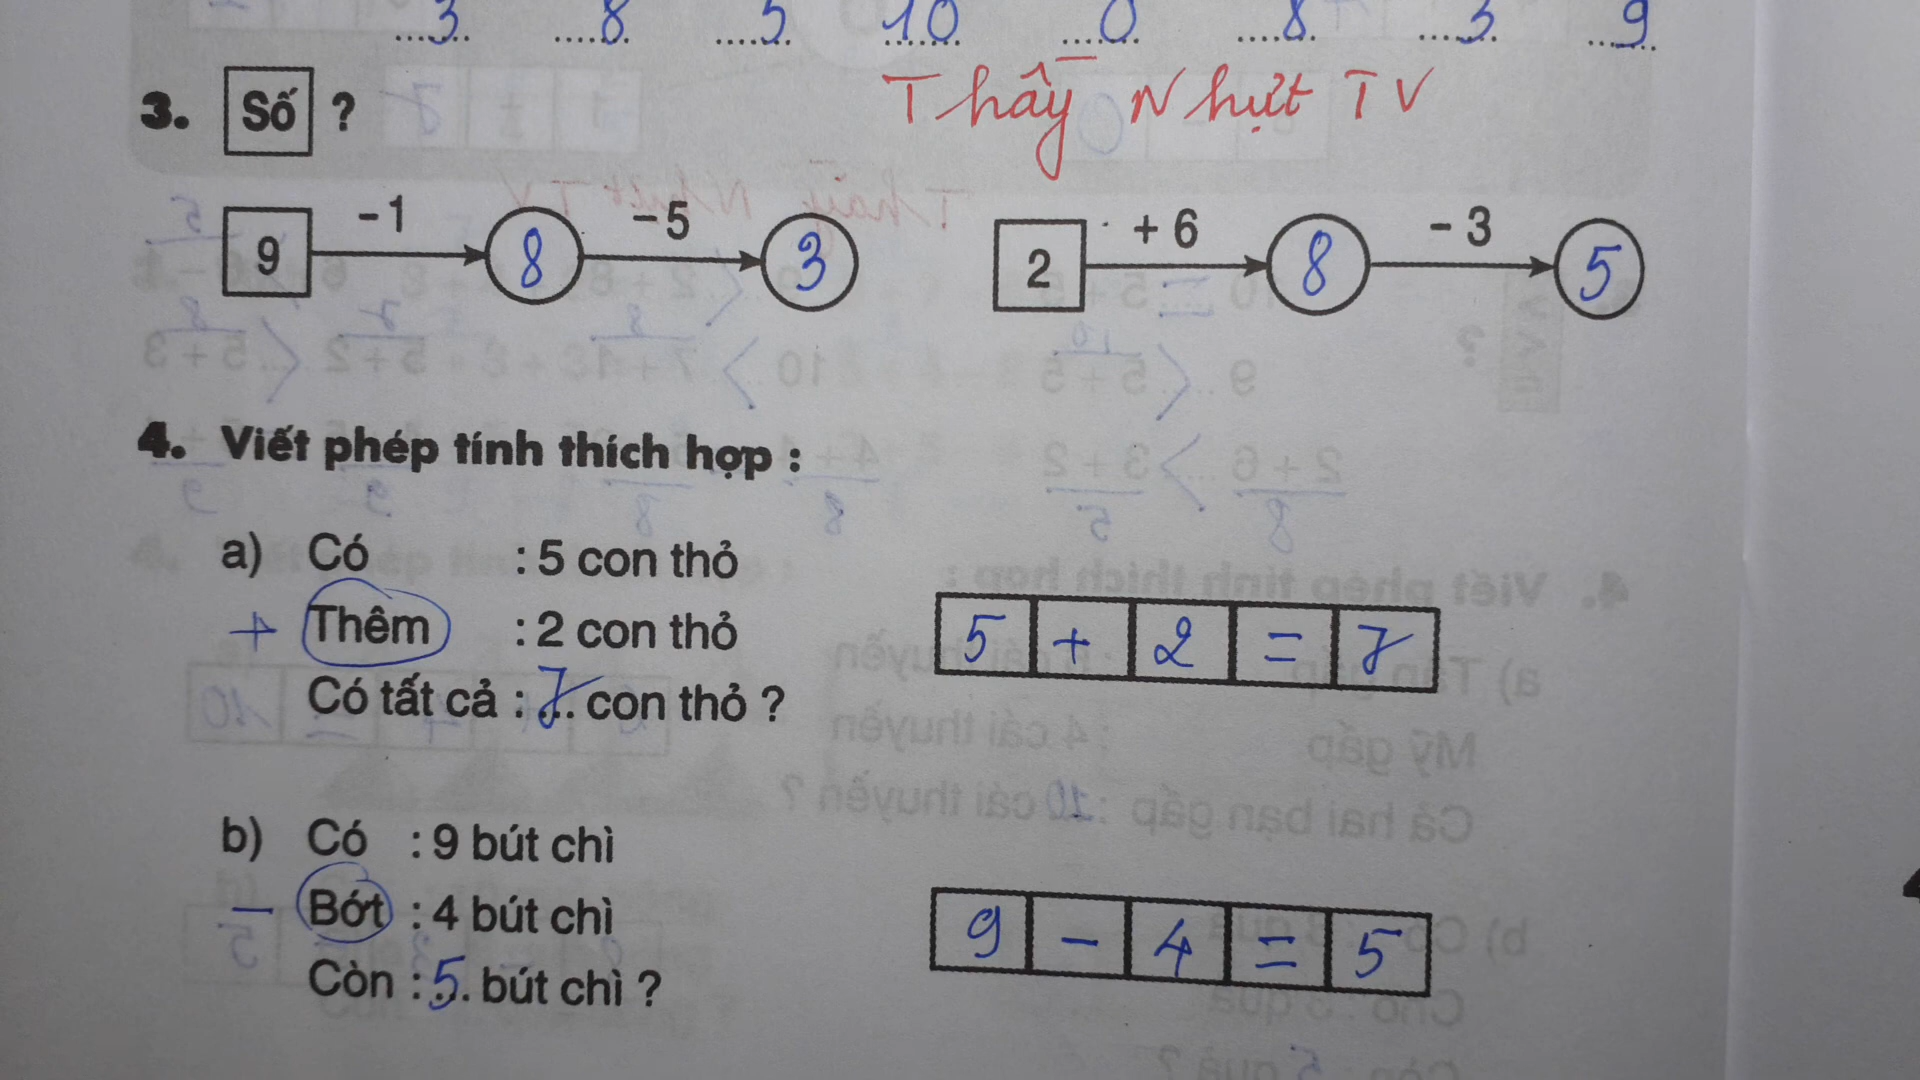 3 8 5 10 0 8 3 9
Thầy Nhựt TV
3. Số ?
9 -1 8 -5 3 2 +6 8 -3 5
4. Viết phép tính thích hợp :
a) Có : 5 con thỏ
+ Thêm : 2 con thỏ
5 + 2 = 7
Có tất cả : 7 con thỏ ?
b) Có : 9 bút chì
- Bớt : 4 bút chì
9 - 4 = 5
Còn : 5 bút chì ?